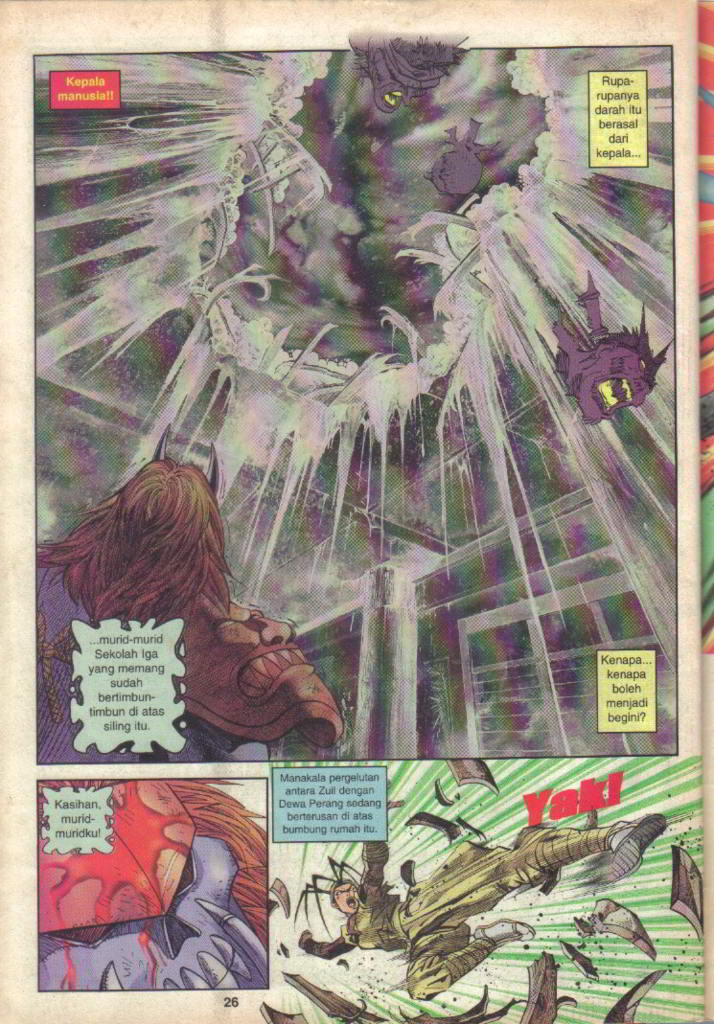 Kepala
manusia!!
Rupa-
rupanya
darah itu
berasal
dari
kepala...
...murid-murid
Sekolah Iga
yang memang
sudah
bertimbun-
timbun di atas
siling itu.
Kenapa...
kenapa
boleh
menjadi
begini?
Kasihan,
murid-
muridku!
Manakala pergelutan
antara Zuil dengan
Dewa Perang sedang
berterusan di atas
bumbung rumah itu.
Yak!
26